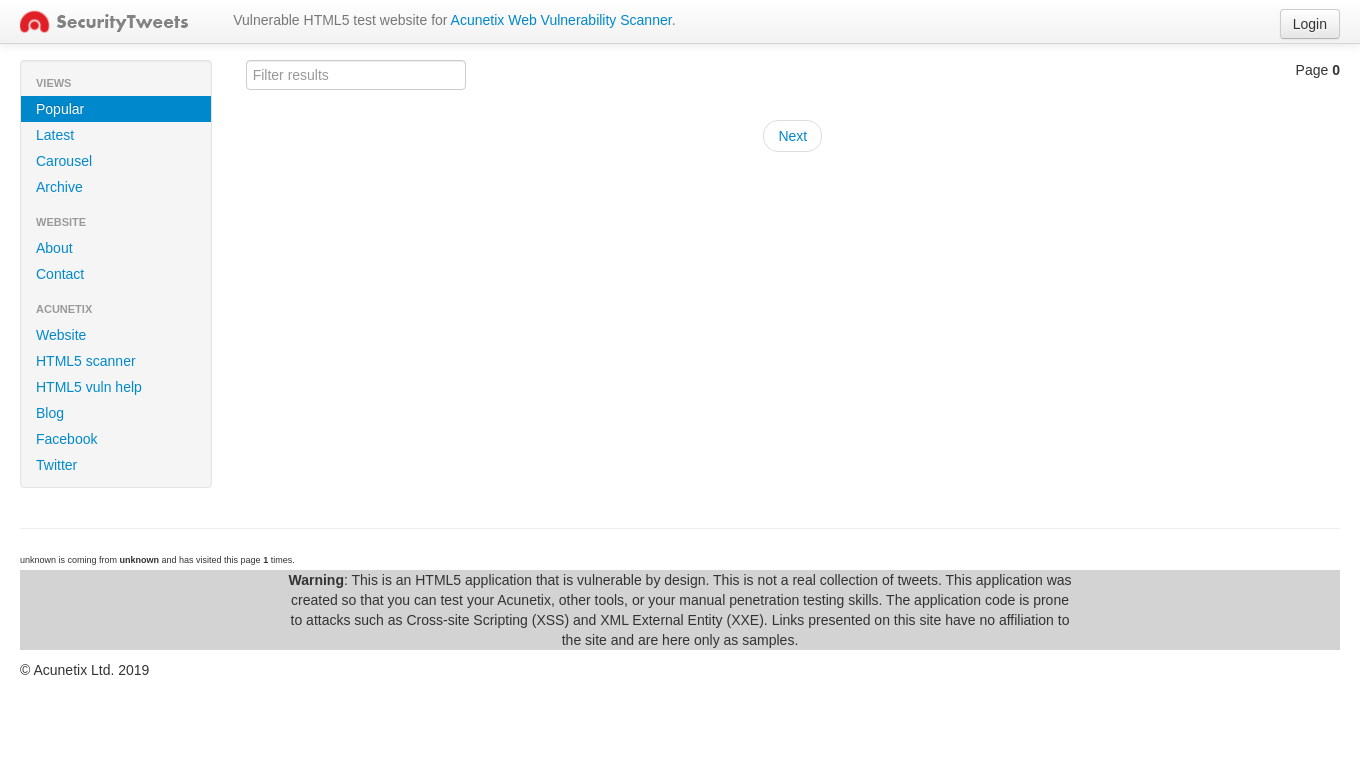 SecurityTweets
Vulnerable HTML5 test website for Acunetix Web Vulnerability Scanner.
Login
VIEWS
Popular
Latest
Carousel
Archive
WEBSITE
About
Contact
ACUNETIX
Website
HTML5 scanner
HTML5 vuln help
Blog
Facebook
Twitter
Filter results
Page 0
Next
unknown is coming from unknown and has visited this page 1 times.
Warning: This is an HTML5 application that is vulnerable by design. This is not a real collection of tweets. This application was
created so that you can test your Acunetix, other tools, or your manual penetration testing skills. The application code is prone
to attacks such as Cross-site Scripting (XSS) and XML External Entity (XXE). Links presented on this site have no affiliation to
the site and are here only as samples.
© Acunetix Ltd. 2019